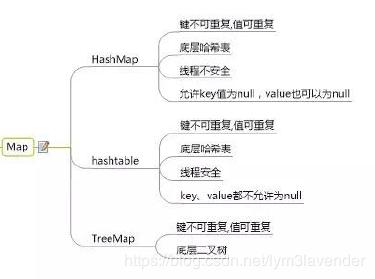 Map
HashMap
键不可重复,值可重复
底层哈希表
线程不安全
允许key值为null，value也可以为null
hashtable
键不可重复,值可重复
底层哈希表
线程安全
key、value都不允许为null
TreeMap
键不可重复,值可重复
底层二叉树
https://blog.csdn.net/lym3lavender